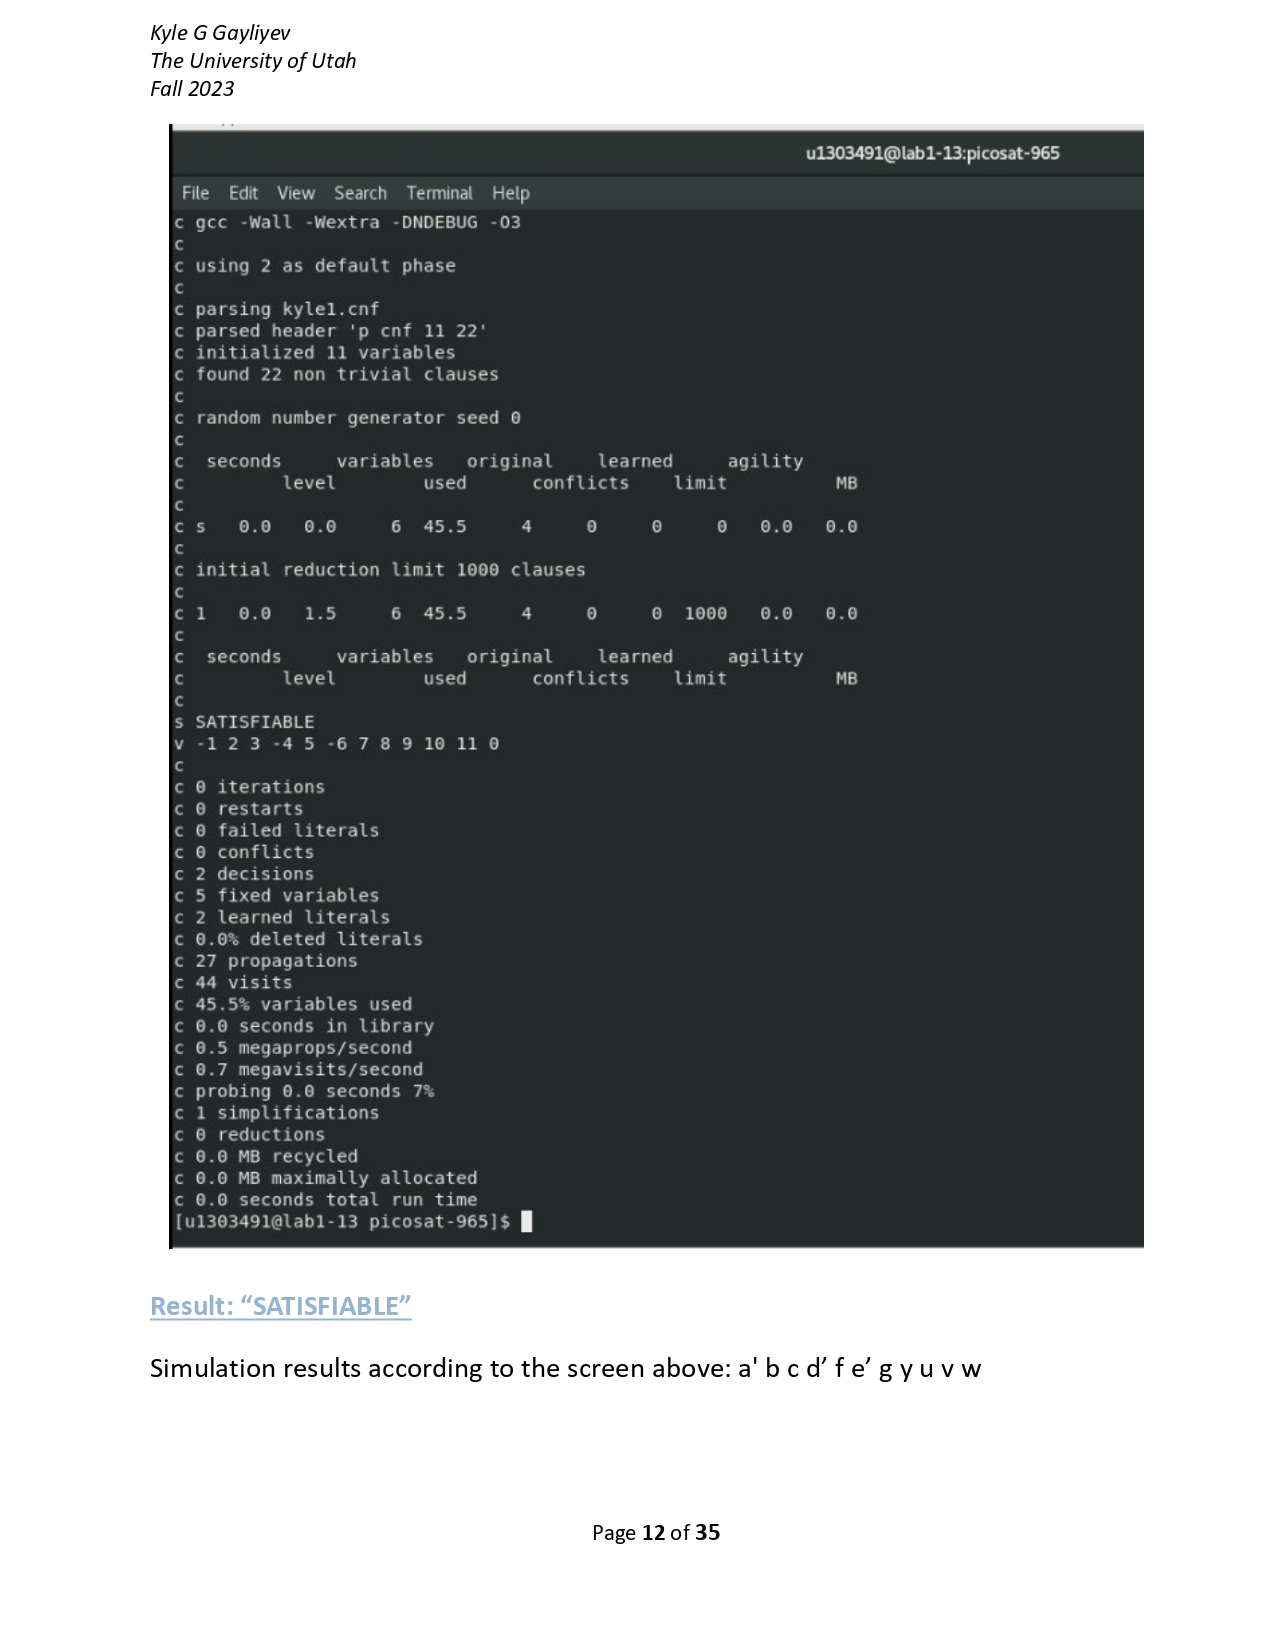 Kyle G Gayliyev
The University of Utah
Fall 2023
u1303491@lab1-13:picosat-965
File Edit View Search Terminal Help
c gcc -Wall -Wextra -DNDEBUG -O3
c
c using 2 as default phase
c
c parsing kyle1.cnf
c parsed header 'p cnf 11 22'
c initialized 11 variables
c found 22 non trivial clauses
c
c random number generator seed 0
c
c seconds variables original learned agility
c level used conflicts limit MB
c
c s 0.0 0.0 6 45.5 4 0 0 0 0.0 0.0
c
c initial reduction limit 1000 clauses
c
c 1 0.0 1.5 6 45.5 4 0 0 1000 0.0 0.0
c
c seconds variables original learned agility
c level used conflicts limit MB
c
s SATISFIABLE
v -1 2 3 -4 5 -6 7 8 9 10 11 0
c
c 0 iterations
c 0 restarts
c 0 failed literals
c 0 conflicts
c 2 decisions
c 5 fixed variables
c 2 learned literals
c 0.0% deleted literals
c 27 propagations
c 44 visits
c 45.5% variables used
c 0.0 seconds in library
c 0.5 megaprops/second
c 0.7 megavisits/second
c probing 0.0 seconds 7%
c 1 simplifications
c 0 reductions
c 0.0 MB recycled
c 0.0 MB maximally allocated
c 0.0 seconds total run time
[u1303491@lab1-13 picosat-965]$
Result: “SATISFIABLE”
Simulation results according to the screen above: a' b c d’ f e’ g y u v w
Page 12 of 35